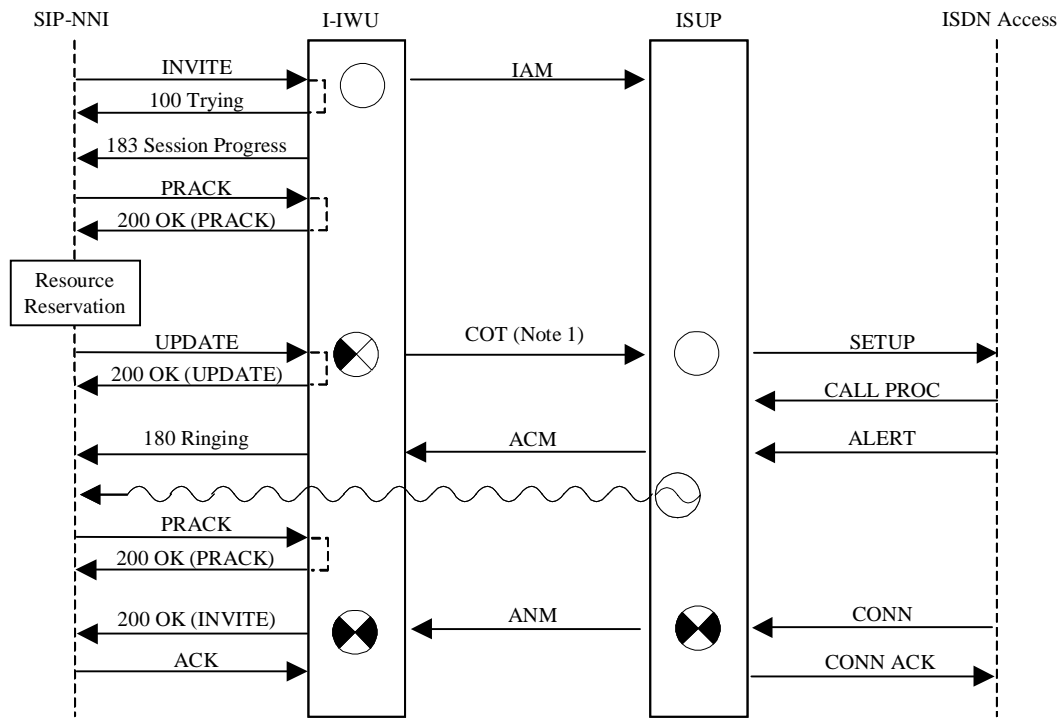 SIP-NNI I-IWU ISUP ISDN Access
INVITE IAM
100 Trying
183 Session Progress
PRACK
200 OK (PRACK)
Resource
Reservation
UPDATE COT (Note 1) SETUP
200 OK (UPDATE) CALL PROC
180 Ringing ACM ALERT
PRACK
200 OK (PRACK)
200 OK (INVITE) ANM CONN
ACK CONN ACK